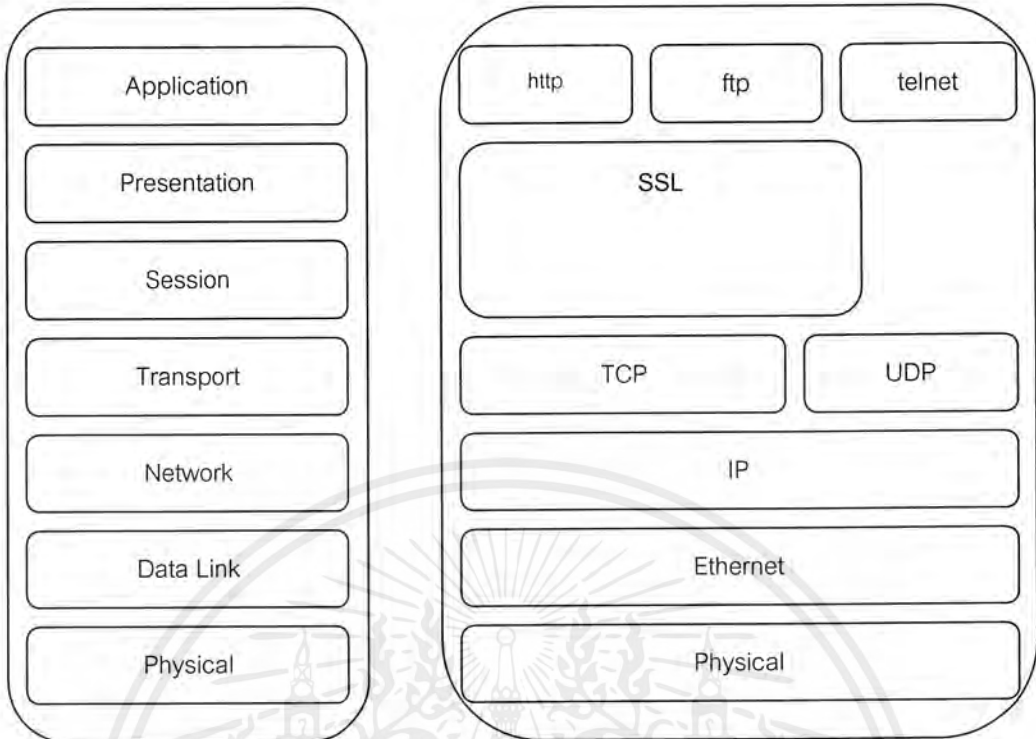 Application
Presentation
Session
Transport
Network
Data Link
Physical
http ftp telnet
SSL
TCP UDP
IP
Ethernet
Physical